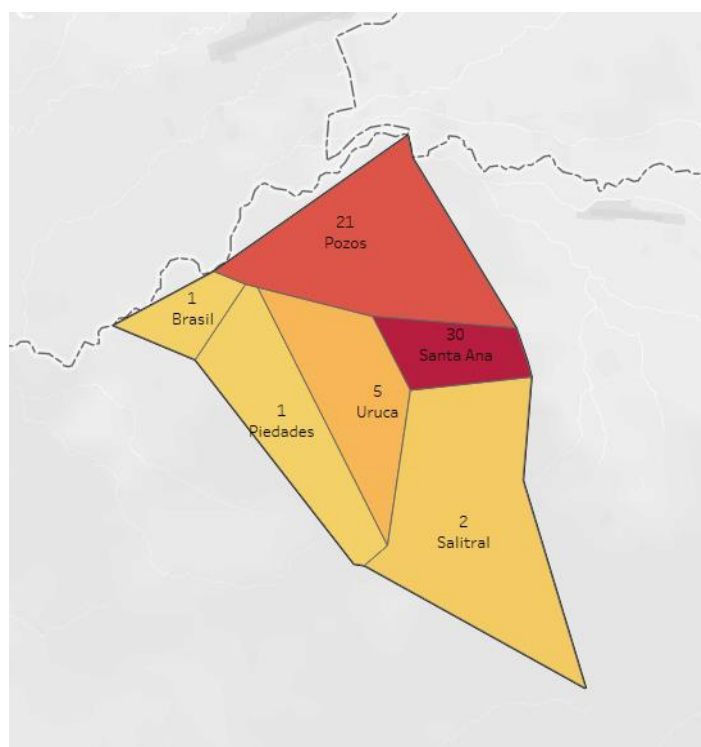 21
Pozos
1
Brasil
30
Santa Ana
5
Uruca
1
Piedades
2
Salitral